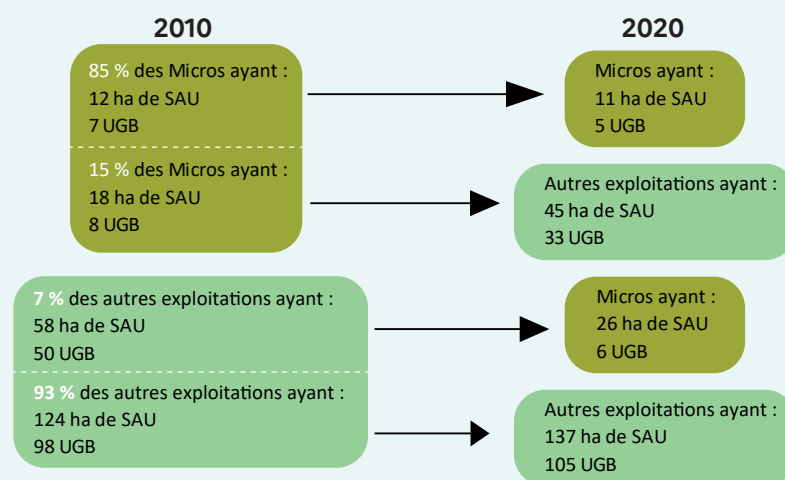 2010
2020
85 % des Micros ayant :
12 ha de SAU
7 UGB
Micros ayant :
11 ha de SAU
5 UGB
15 % des Micros ayant :
18 ha de SAU
8 UGB
Autres exploitations ayant :
45 ha de SAU
33 UGB
7 % des autres exploitations ayant :
58 ha de SAU
50 UGB
Micros ayant :
26 ha de SAU
6 UGB
93 % des autres exploitations ayant :
124 ha de SAU
98 UGB
Autres exploitations ayant :
137 ha de SAU
105 UGB